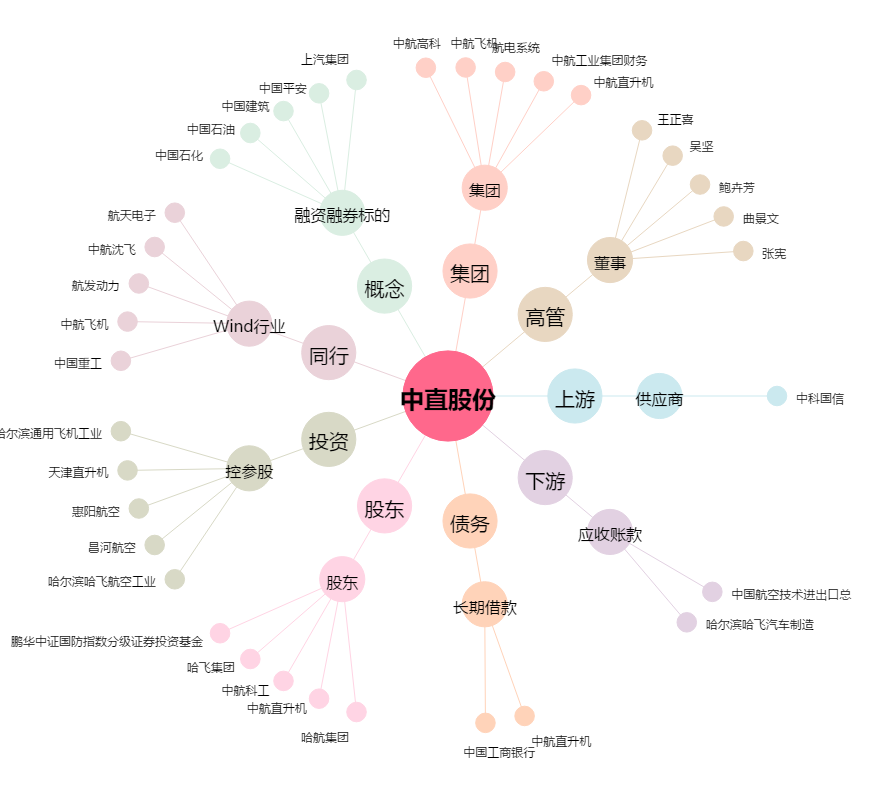 中直股份
集团
集团
中航高科
中航飞机
航电系统
中航工业集团财务
中航直升机
高管
董事
王正喜
吴坚
鲍卉芳
曲景文
张宪
上游
供应商
中科国信
下游
应收账款
中国航空技术进出口总
哈尔滨哈飞汽车制造
债务
长期借款
中航直升机
中国工商银行
股东
股东
哈航集团
中航直升机
中航科工
哈飞集团
鹏华中证国防指数分级证券投资基金
投资
控参股
哈尔滨哈飞航空工业
昌河航空
惠阳航空
天津直升机
哈尔滨通用飞机工业
同行
Wind行业
中国重工
中航飞机
航发动力
中航沈飞
航天电子
概念
融资融券标的
中国石化
中国石油
中国建筑
中国平安
上汽集团